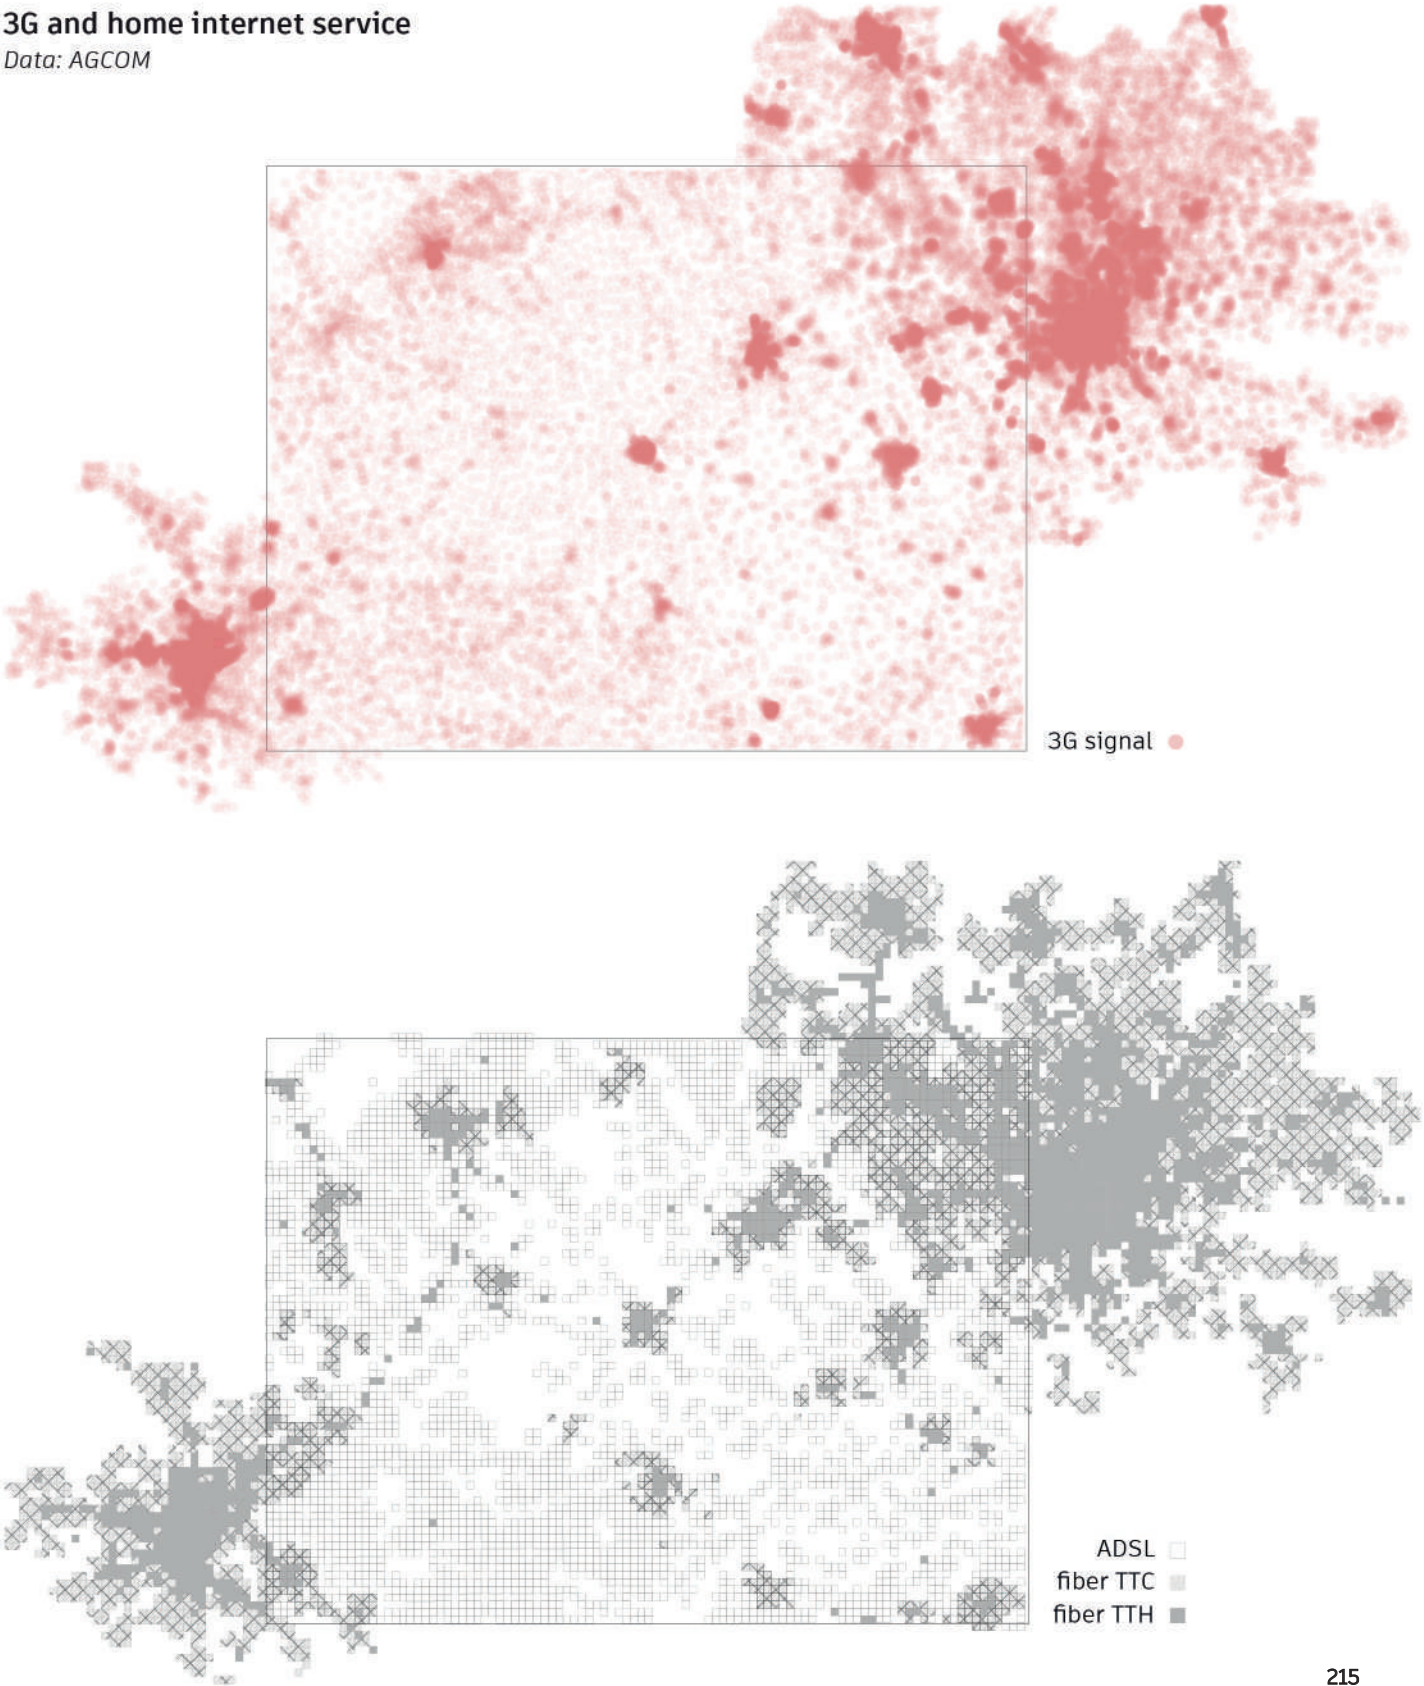 3G and home internet service
Data: AGCOM
3G signal
ADSL
fiber TTC
fiber TTH
215